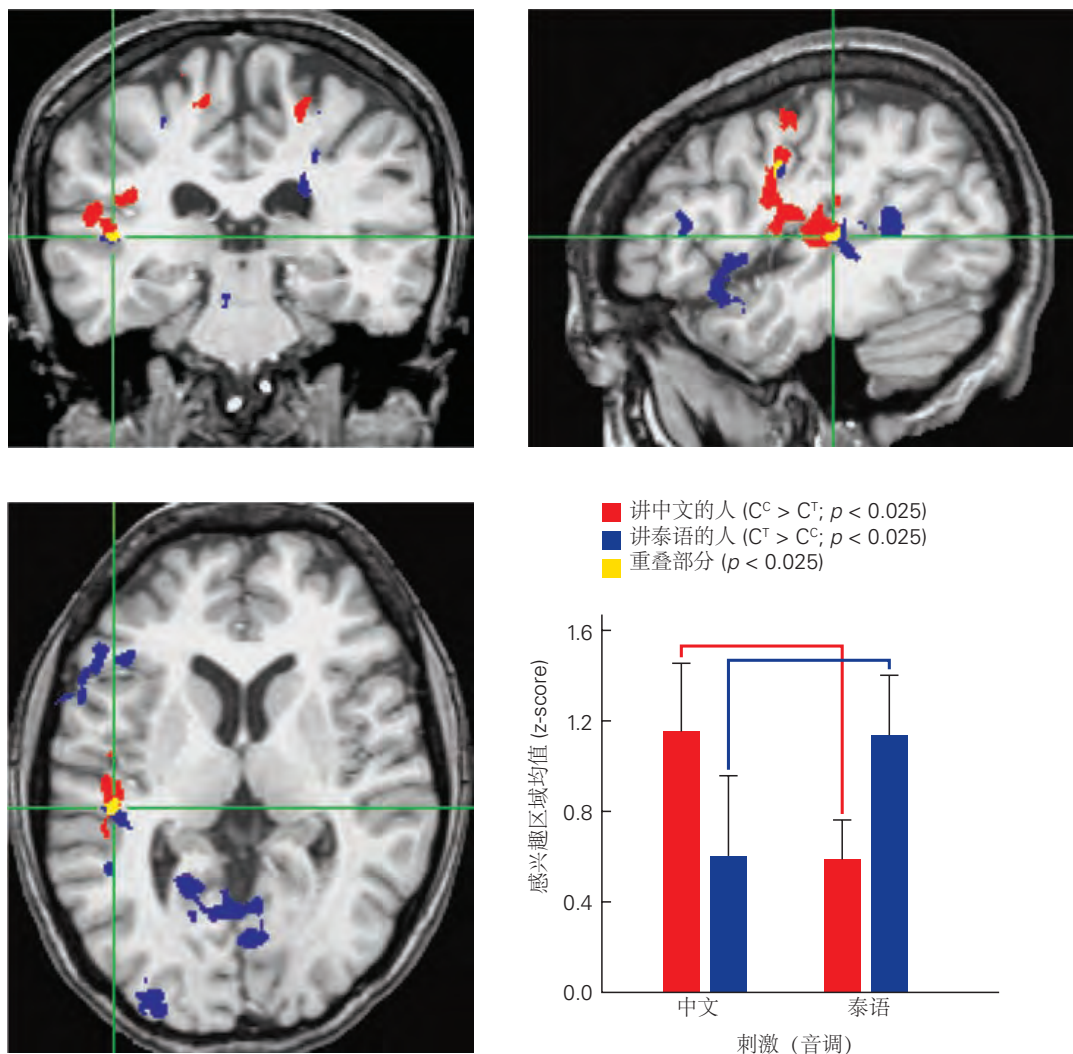 讲中文的人 (Cᶜ > Cᵀ; p < 0.025)
讲泰语的人 (Cᵀ > Cᶜ; p < 0.025)
重叠部分 (p < 0.025)
感兴趣区域均值 (z-score)
1.6
1.2
0.8
0.4
0.0
中文 泰语
刺激（音调）